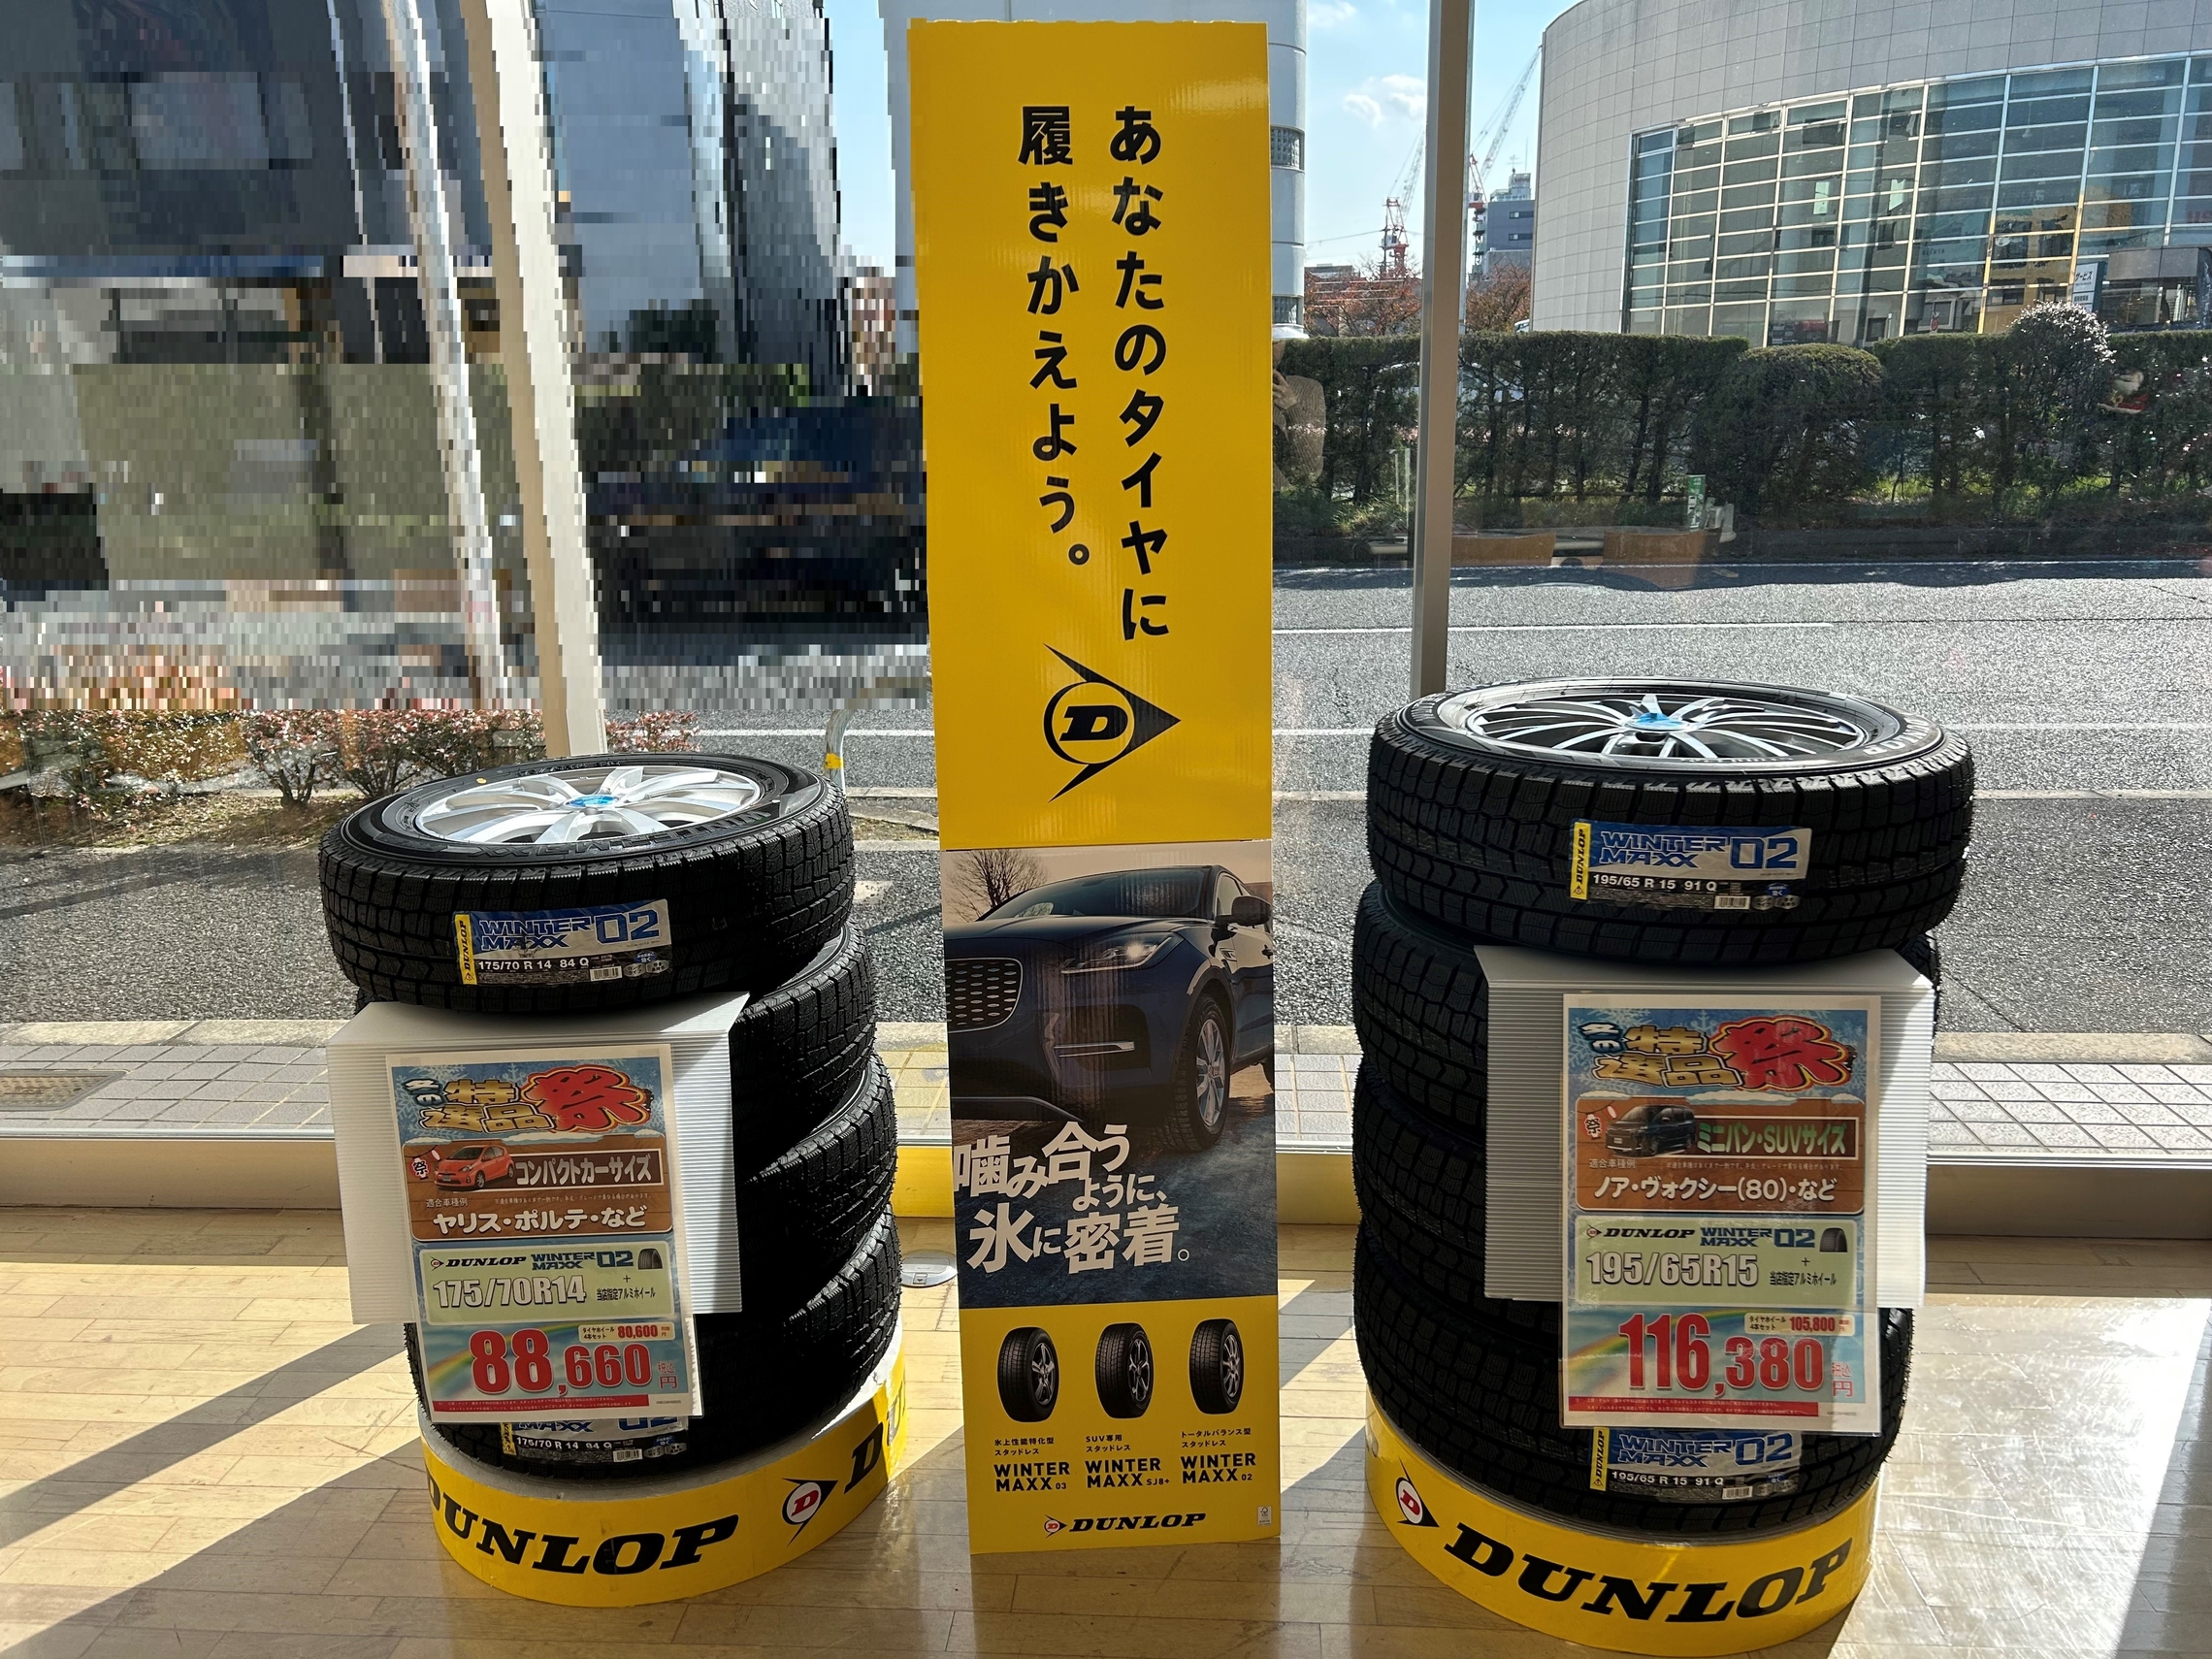 あなたのタイヤに
履きかえよう。
D
噛み合う
ように、
氷に密着。
氷上性能特化型
スタッドレス
WINTER
MAXX 03
SUV専用
スタッドレス
WINTER
MAXX SJ8+
トータルバランス型
スタッドレス
WINTER
MAXX 02
DUNLOP
DUNLOP
WINTER
MAXX 02
175/70 R 14 84 Q
冬の
特選品祭
祭
コンパクトカーサイズ
適合車種例
ヤリス・ポルテ・など
DUNLOP WINTER MAXX 02
175/70R14
+
当店指定アルミホイール
タイヤホイール
4本セット
80,600
円
88,660
税込
円
175/70 R 14 84 Q
DUNLOP
D
DUNLOP
WINTER
MAXX 02
195/65 R 15 91 Q
冬の
特選品祭
祭
ミニバン・SUVサイズ
適合車種例
ノア・ヴォクシー(80)・など
DUNLOP WINTER MAXX 02
195/65R15
+
当店指定アルミホイール
タイヤホイール
4本セット
105,800
円
116,380
税込
円
WINTER
MAXX 02
195/65 R 15 91 Q
D
DUNLOP